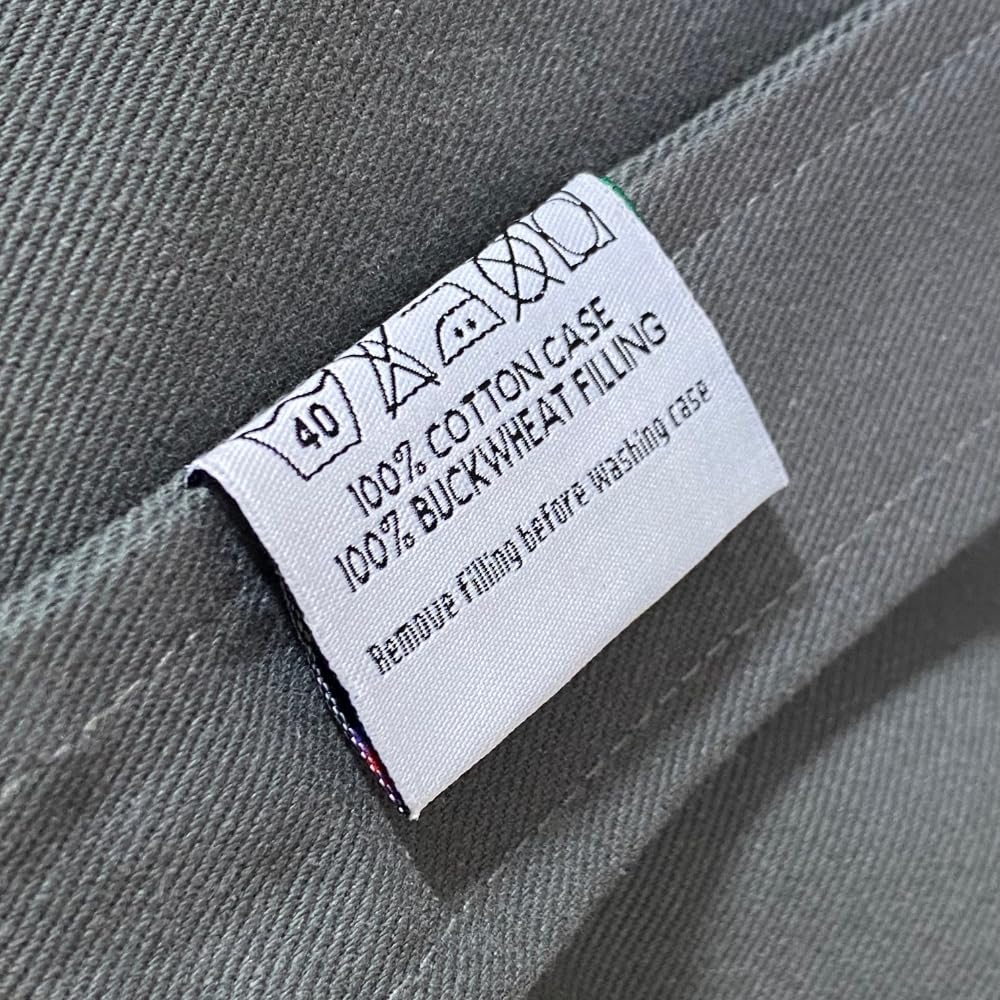 40
100% COTTON CASE
100% BUCKWHEAT FILLING
Remove filling before washing case